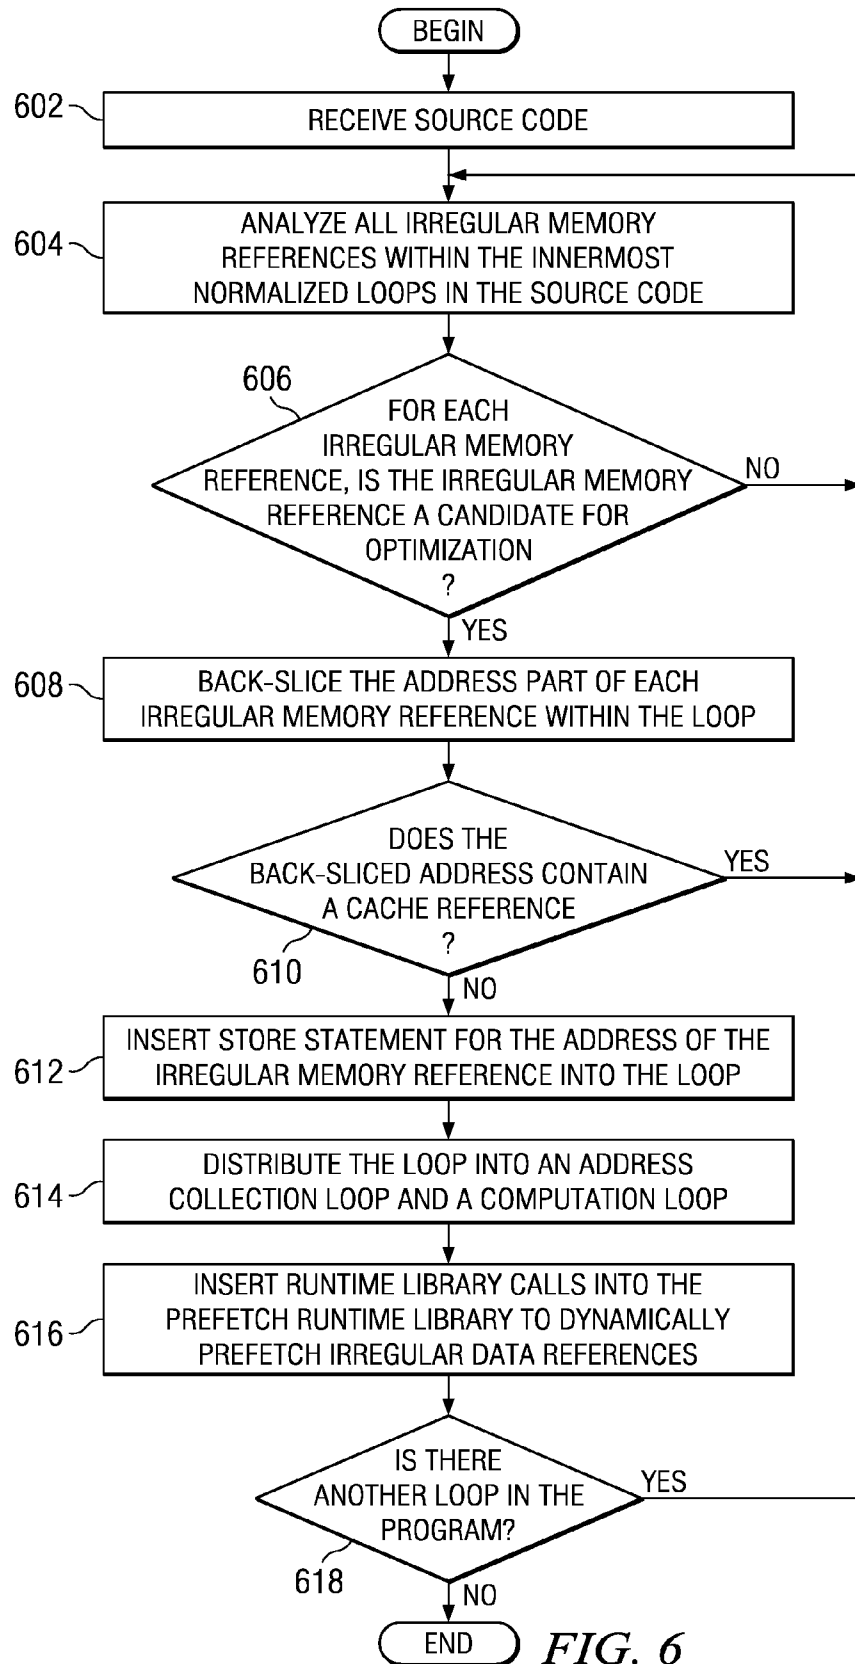 BEGIN
602
RECEIVE SOURCE CODE
604
ANALYZE ALL IRREGULAR MEMORY
REFERENCES WITHIN THE INNERMOST
NORMALIZED LOOPS IN THE SOURCE CODE
606
FOR EACH
IRREGULAR MEMORY
REFERENCE, IS THE IRREGULAR MEMORY
REFERENCE A CANDIDATE FOR
OPTIMIZATION
?
NO
YES
608
BACK-SLICE THE ADDRESS PART OF EACH
IRREGULAR MEMORY REFERENCE WITHIN THE LOOP
DOES THE
BACK-SLICED ADDRESS CONTAIN
A CACHE REFERENCE
?
YES
610
NO
612
INSERT STORE STATEMENT FOR THE ADDRESS OF THE
IRREGULAR MEMORY REFERENCE INTO THE LOOP
614
DISTRIBUTE THE LOOP INTO AN ADDRESS
COLLECTION LOOP AND A COMPUTATION LOOP
616
INSERT RUNTIME LIBRARY CALLS INTO THE
PREFETCH RUNTIME LIBRARY TO DYNAMICALLY
PREFETCH IRREGULAR DATA REFERENCES
IS THERE
ANOTHER LOOP IN THE
PROGRAM?
YES
618
NO
END
FIG. 6